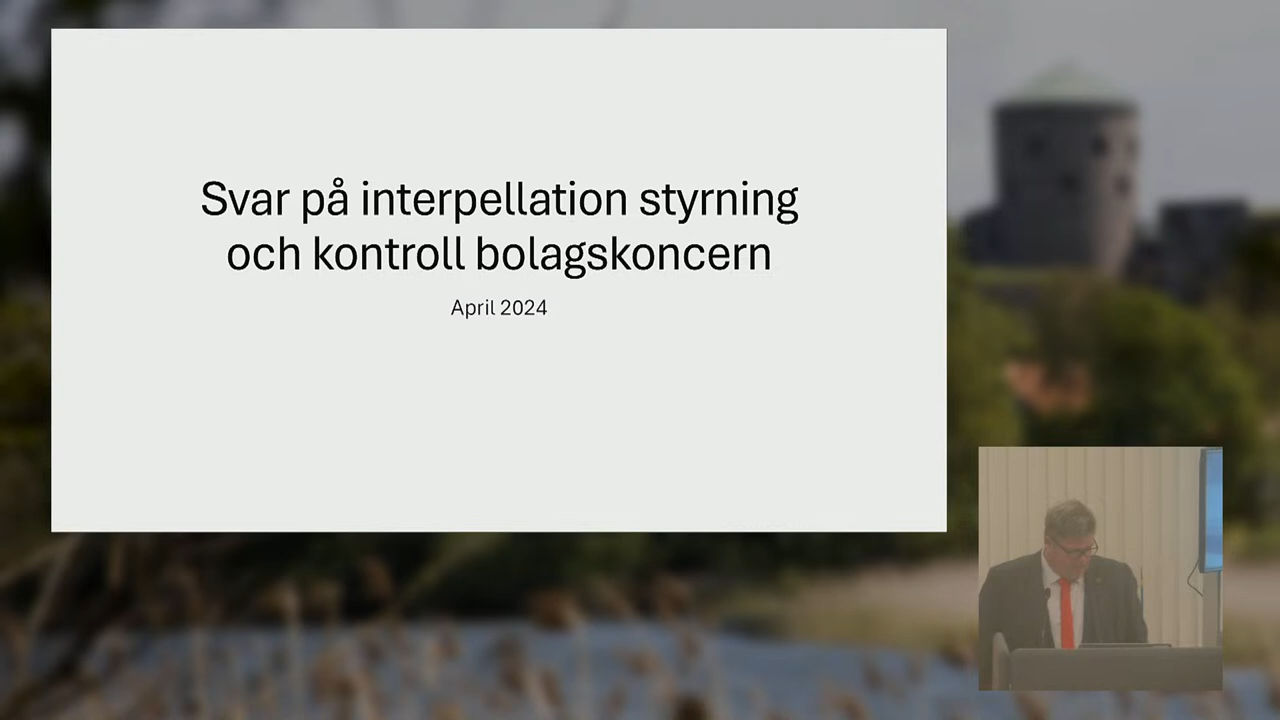 Svar på interpellation styrning
och kontroll bolagskoncern
April 2024